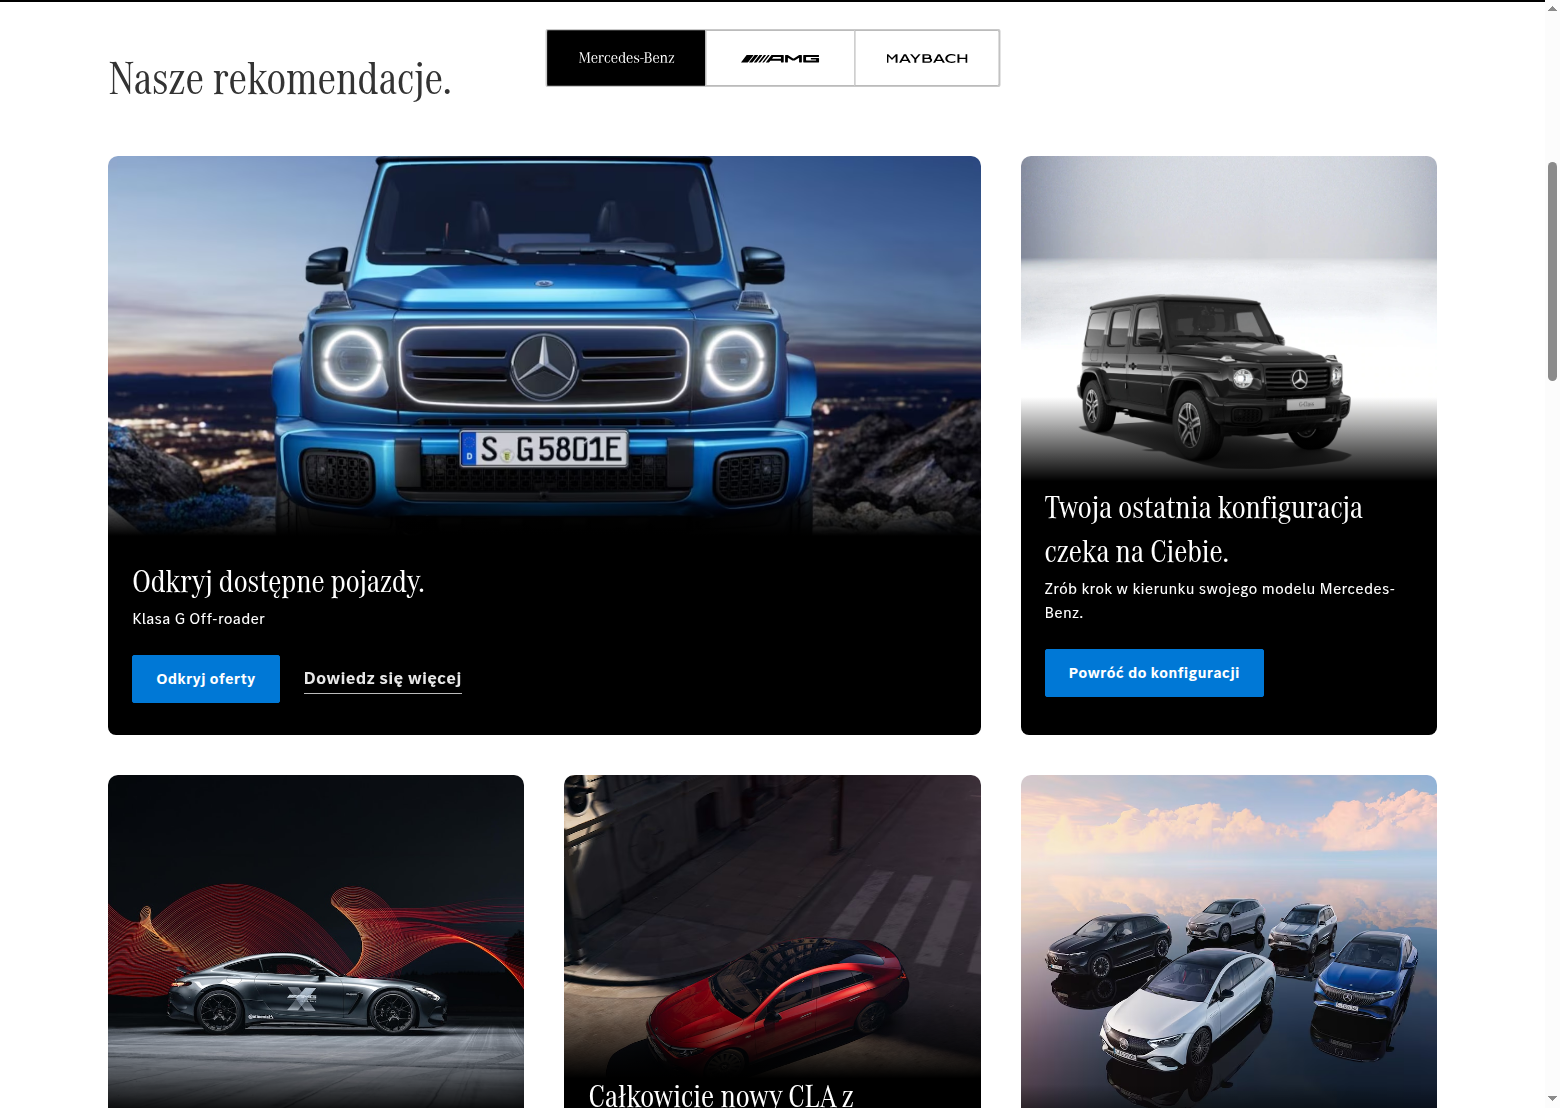 Nasze rekomendacje.
Mercedes-Benz
AMG
MAYBACH
S G 5801E
D
Odkryj dostępne pojazdy.
Klasa G Off-roader
Odkryj oferty
Dowiedz się więcej
Twoja ostatnia konfiguracja
czeka na Ciebie.
Zrób krok w kierunku swojego modelu Mercedes-
Benz.
Powróć do konfiguracji
Całkowicie nowy CLA z